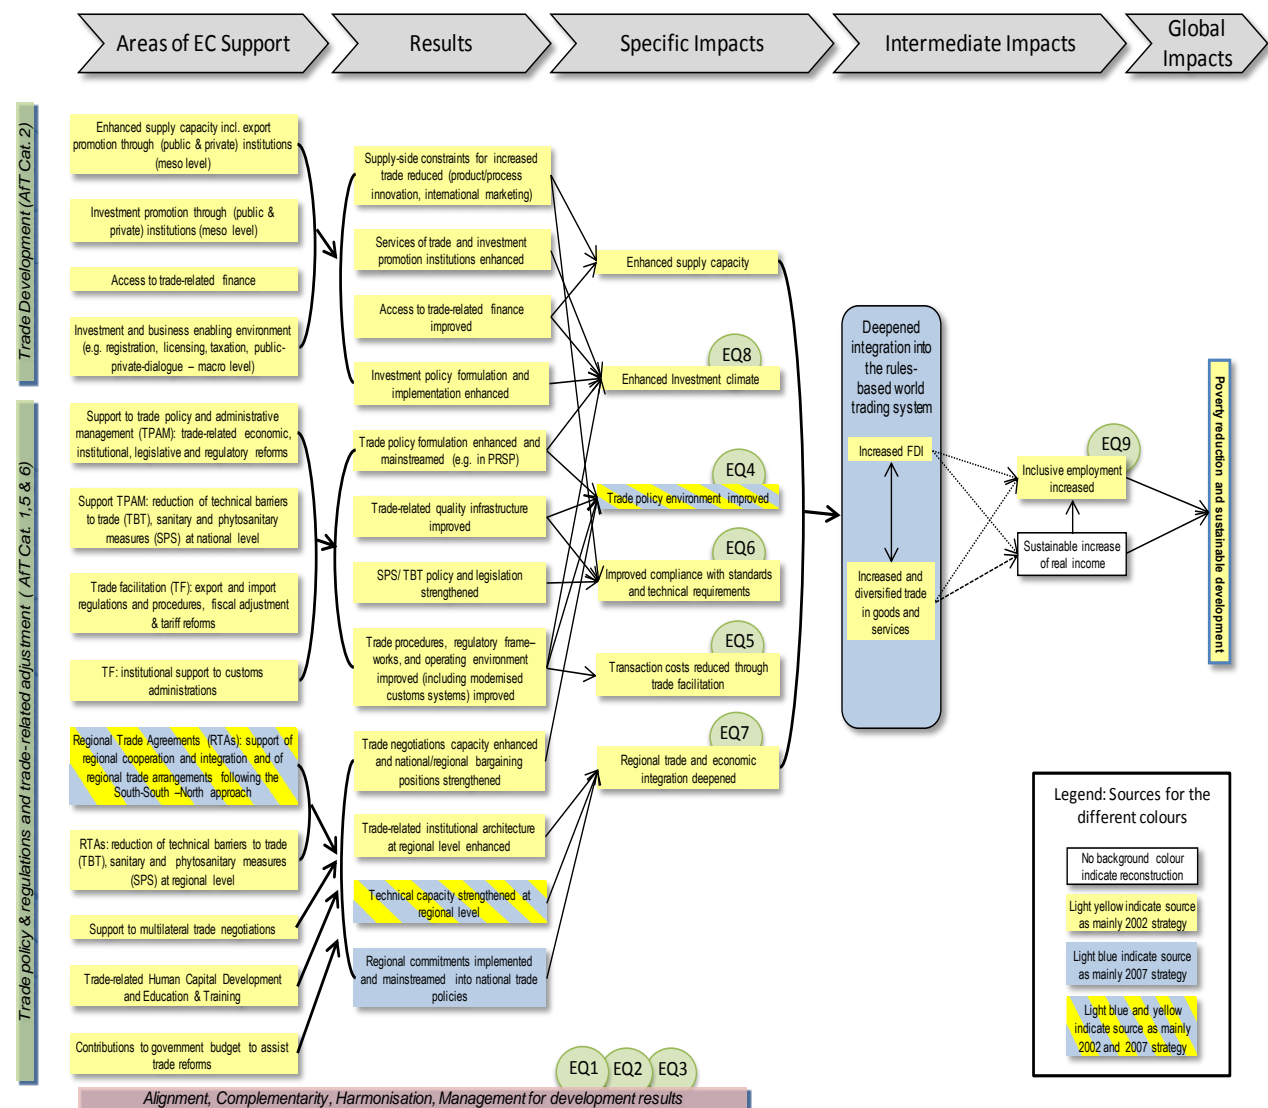 Areas of EC Support
Results
Specific Impacts
Intermediate Impacts
Global
Impacts
Trade Development (AfT Cat. 2)
Enhanced supply capacity incl. export
promotion through (public & private) institutions
(meso level)
Investment promotion through (public &
private) institutions (meso level)
Access to trade-related finance
Investment and business enabling environment
(e.g. registration, licensing, taxation, public-
private-dialogue – macro level)
Trade policy & regulations and trade-related adjustment ( AfT Cat. 1,5 & 6)
Support to trade policy and administrative
management (TPAM): trade-related economic,
institutional, legislative and regulatory reforms
Support TPAM: reduction of technical barriers
to trade (TBT), sanitary and phytosanitary
measures (SPS) at national level
Trade facilitation (TF): export and import
regulations and procedures, fiscal adjustment
& tariff reforms
TF: institutional support to customs
administrations
Regional Trade Agreements (RTAs): support of
regional cooperation and integration and of
regional trade arrangements following the
South-South –North approach
RTAs: reduction of technical barriers to trade
(TBT), sanitary and phytosanitary measures
(SPS) at regional level
Support to multilateral trade negotiations
Trade-related Human Capital Development
and Education & Training
Contributions to government budget to assist
trade reforms
Supply-side constraints for increased
trade reduced (product/process
innovation, international marketing)
Services of trade and investment
promotion institutions enhanced
Access to trade-related finance
improved
Investment policy formulation and
implementation enhanced
Trade policy formulation enhanced and
mainstreamed (e.g. in PRSP)
Trade-related quality infrastructure
improved
SPS/ TBT policy and legislation
strengthened
Trade procedures, regulatory frame–
works, and operating environment
improved (including modernised
customs systems) improved
Trade negotiations capacity enhanced
and national/regional bargaining
positions strengthened
Trade-related institutional architecture
at regional level enhanced
Technical capacity strengthened at
regional level
Regional commitments implemented
and mainstreamed into national trade
policies
Enhanced supply capacity
EQ8
Enhanced Investment climate
EQ4
Trade policy environment improved
EQ6
Improved compliance with standards
and technical requirements
EQ5
Transaction costs reduced through
trade facilitation
EQ7
Regional trade and economic
integration deepened
Deepened
integration into
the rules-
based world
trading system
Increased FDI
Increased and
diversified trade
in goods and
services
EQ9
Inclusive employment
increased
Sustainable increase
of real income
Poverty reduction and sustainable development
Legend: Sources for the
different colours
No background colour
indicate reconstruction
Light yellow indicate source
as mainly 2002 strategy
Light blue indicate source
as mainly 2007 strategy
Light blue and yellow
indicate source as mainly
2002 and 2007 strategy
EQ1
EQ2
EQ3
Alignment, Complementarity, Harmonisation, Management for development results